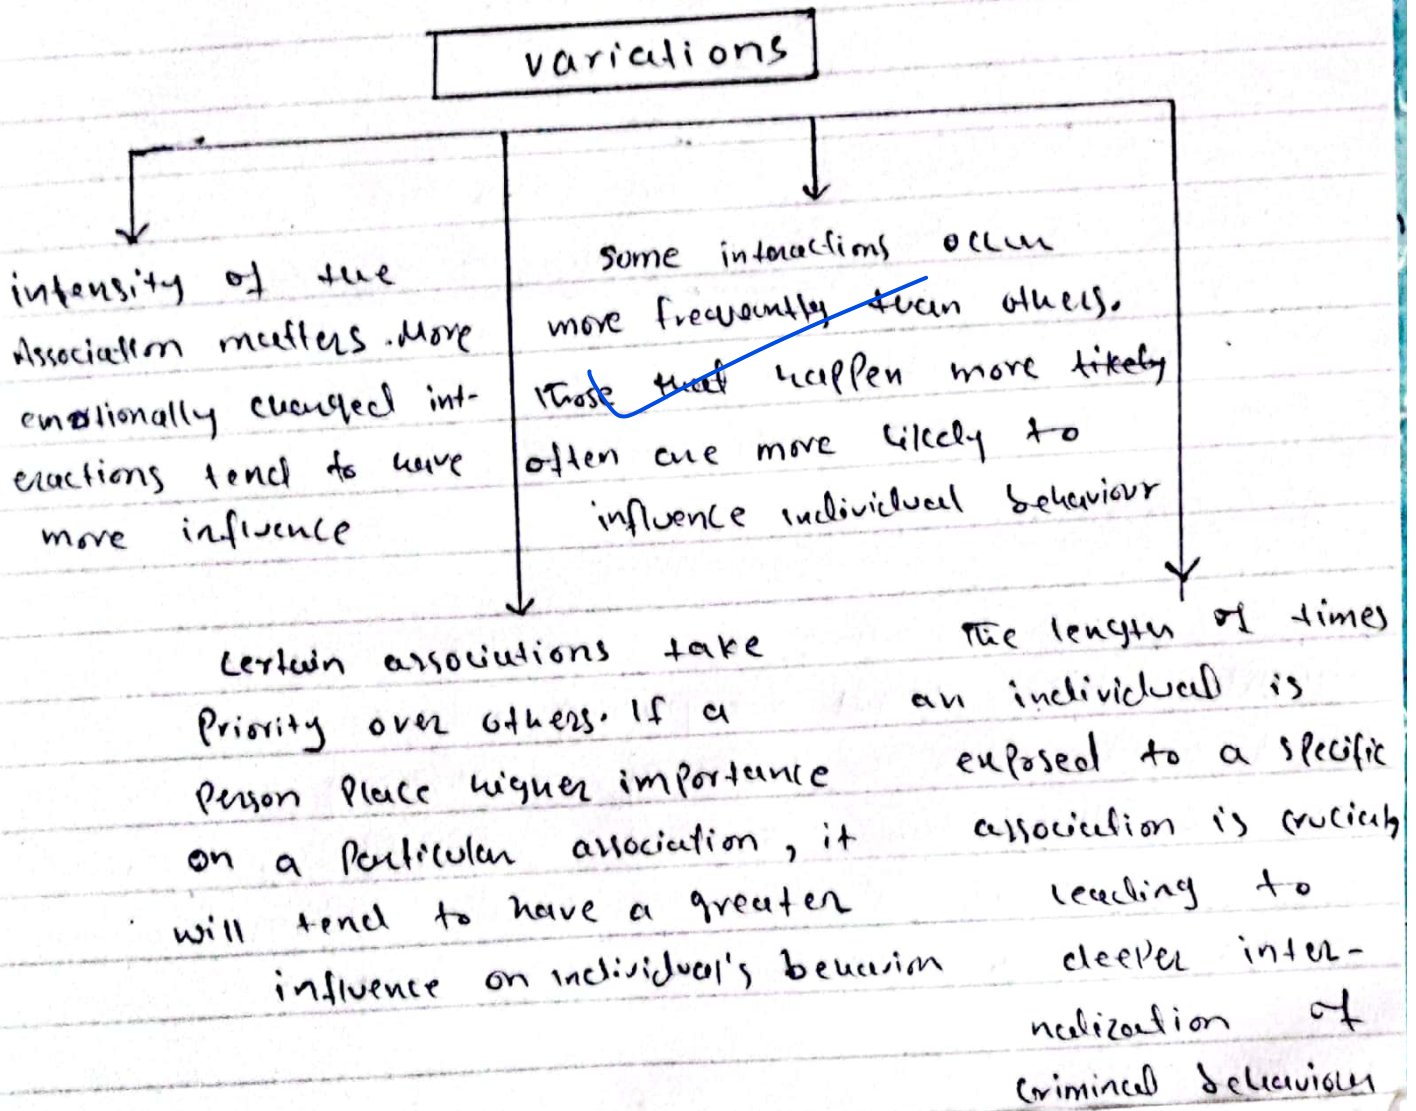 variations
intensity of the
Association matters. More
emotionally charged int-
eractions tend to have
more influence
some interactions occur
more frequently than others.
Those that happen more likely
often are more likely to
influence individual behaviour
certain associations take
Priority over others. If a
Person Place higher importance
on a Particular association, it
will tend to have a greater
influence on individual's behavior
The length of times
an individual is
exposed to a specific
association is crucial,
leading to
deeper inter-
nalization of
criminal behaviour